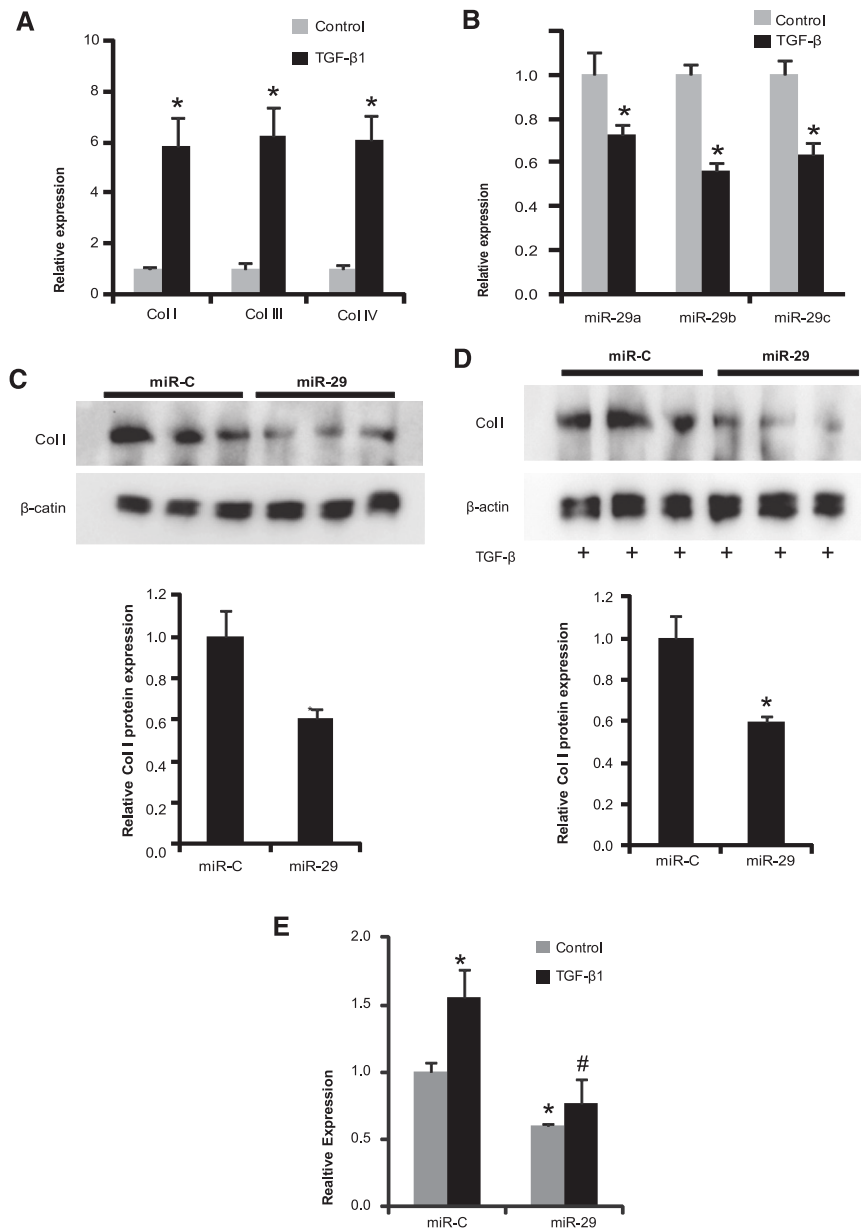 A
Control
TGF-β1
10
8
6
4
2
0
Relative expression
* * *
Col I Col III Col IV
B
Control
TGF-β
1.0
0.8
0.6
0.4
0.2
0.0
Relative expression
* * *
miR-29a miR-29b miR-29c
C
miR-C miR-29
Col I
β-catin
1.2
1.0
0.8
0.6
0.4
0.2
0.0
Relative Col I protein expression
miR-C miR-29
D
miR-C miR-29
Col I
β-actin
TGF-β + + + + + +
1.2
1.0
0.8
0.6
0.4
0.2
0.0
Relative Col I protein expression
*
miR-C miR-29
E
Control
TGF-β1
2.0
1.5
1.0
0.5
0.0
Realtive Expression
* * #
miR-C miR-29